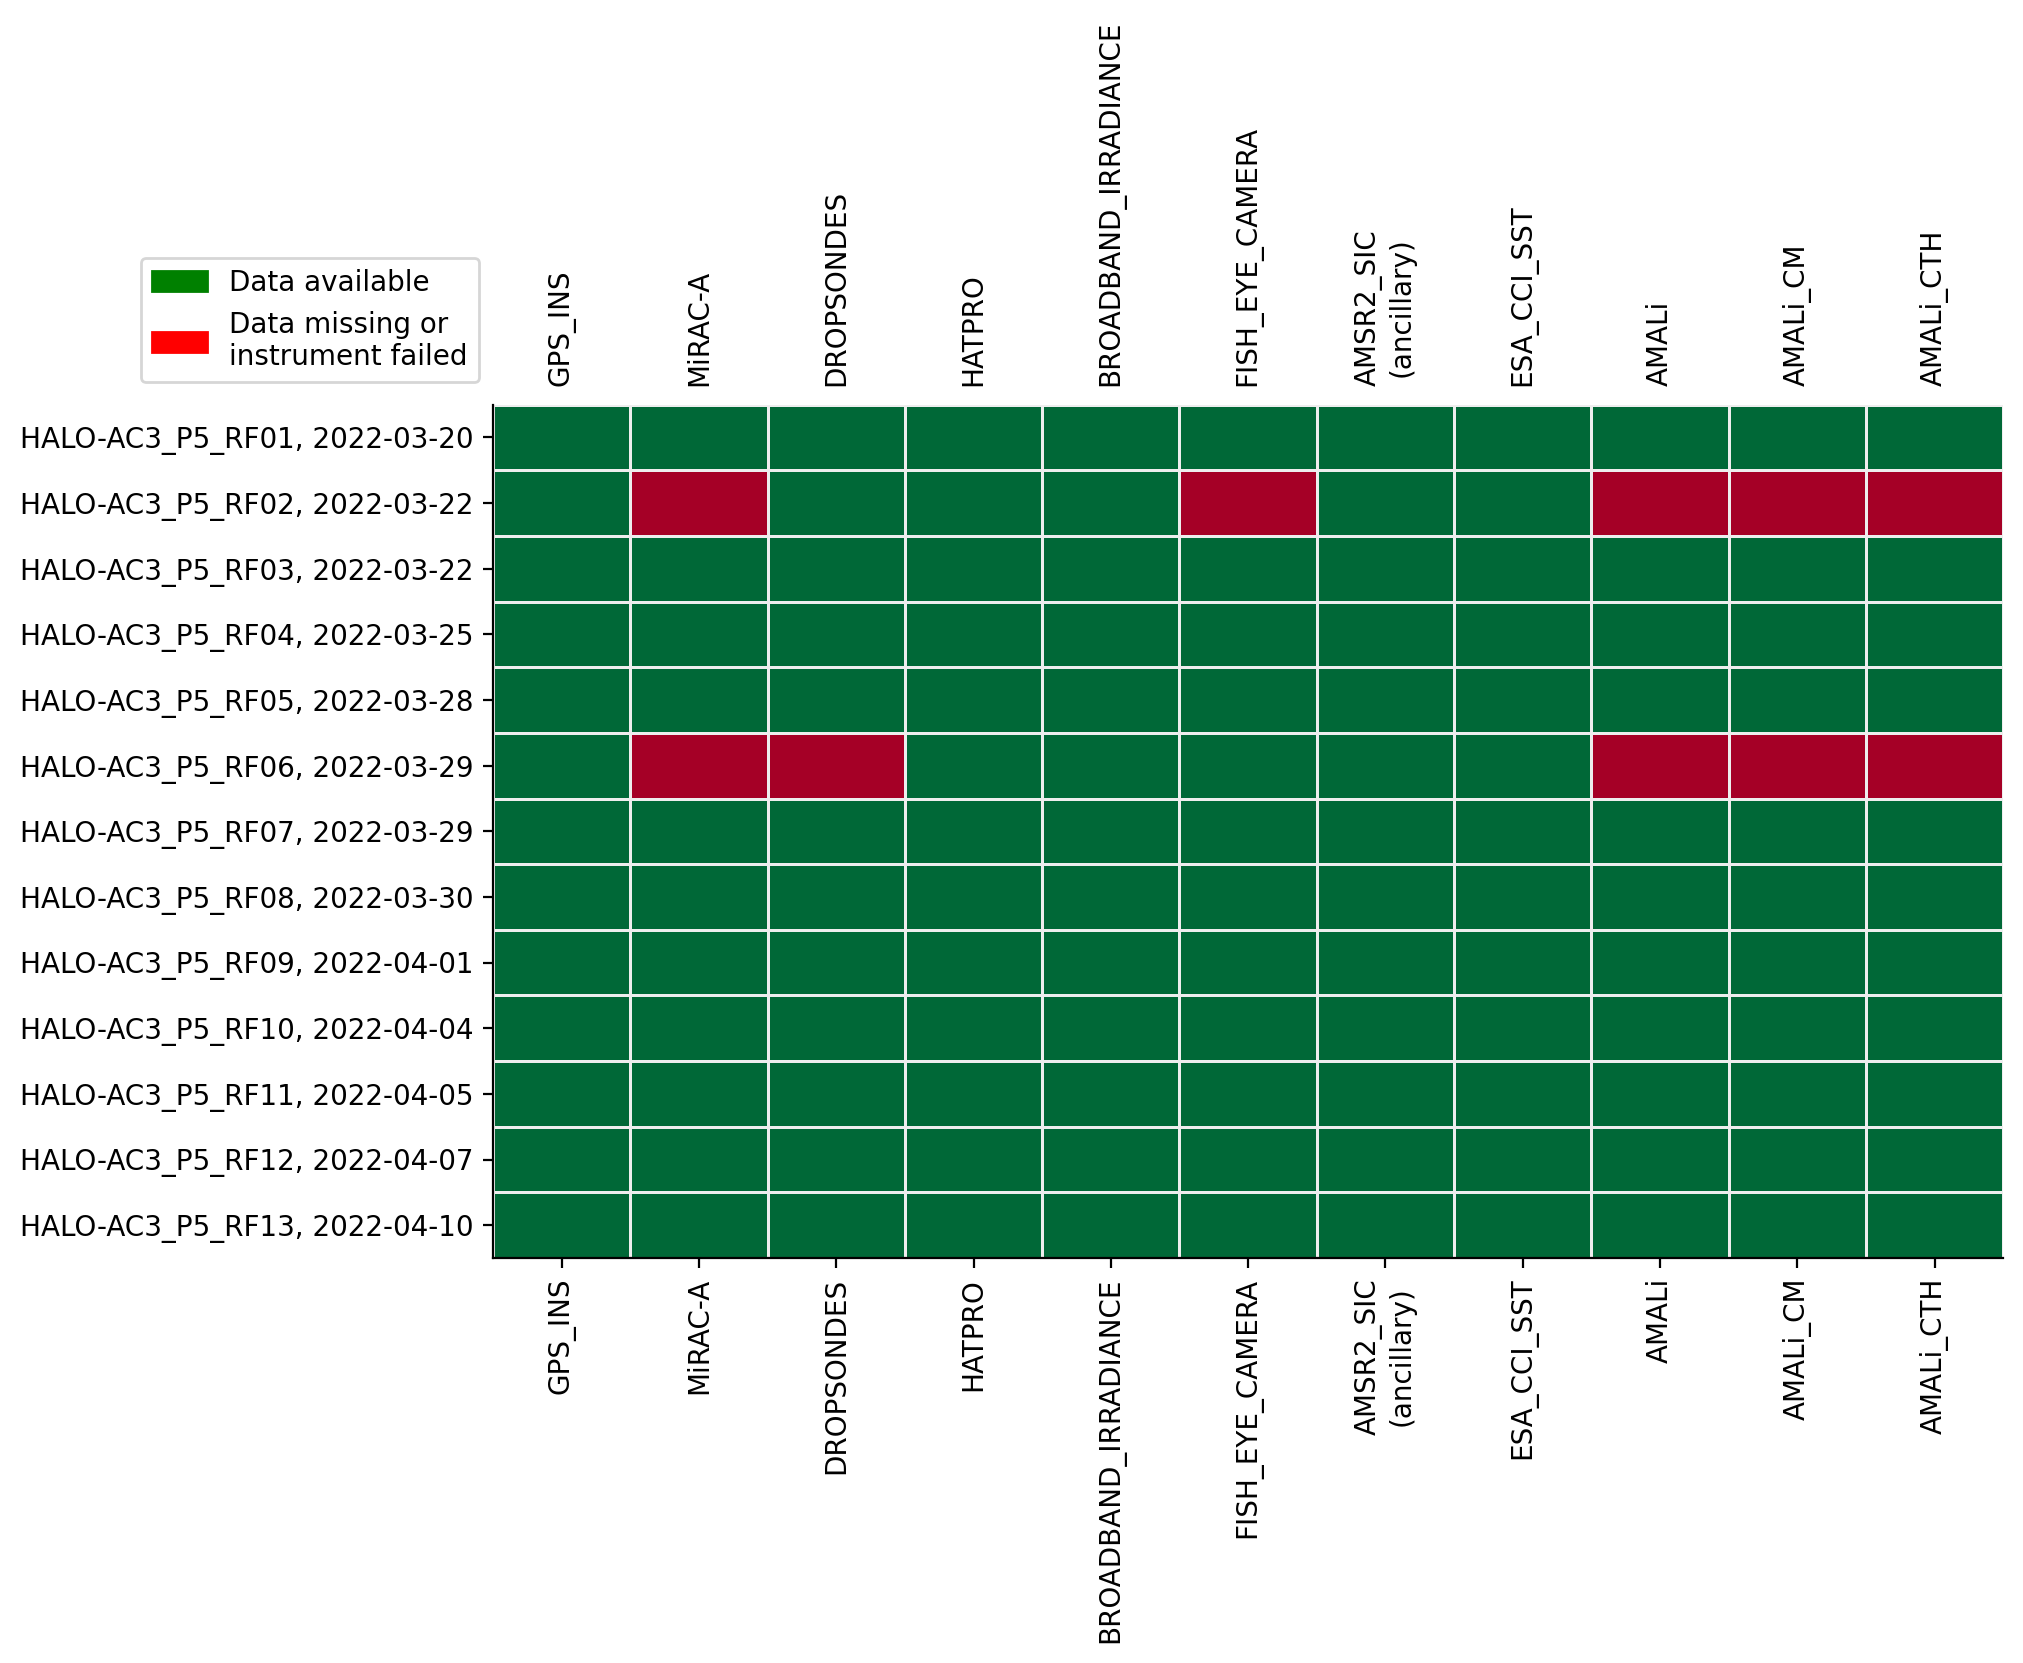 GPS_INS
MiRAC-A
DROPSONDES
HATPRO
BROADBAND_IRRADIANCE
FISH_EYE_CAMERA
AMSR2_SIC
(ancillary)
ESA_CCI_SST
AMALi
AMALi_CM
AMALi_CTH
Data available
Data missing or
instrument failed
HALO-AC3_P5_RF01, 2022-03-20
HALO-AC3_P5_RF02, 2022-03-22
HALO-AC3_P5_RF03, 2022-03-22
HALO-AC3_P5_RF04, 2022-03-25
HALO-AC3_P5_RF05, 2022-03-28
HALO-AC3_P5_RF06, 2022-03-29
HALO-AC3_P5_RF07, 2022-03-29
HALO-AC3_P5_RF08, 2022-03-30
HALO-AC3_P5_RF09, 2022-04-01
HALO-AC3_P5_RF10, 2022-04-04
HALO-AC3_P5_RF11, 2022-04-05
HALO-AC3_P5_RF12, 2022-04-07
HALO-AC3_P5_RF13, 2022-04-10
GPS_INS
MiRAC-A
DROPSONDES
HATPRO
BROADBAND_IRRADIANCE
FISH_EYE_CAMERA
AMSR2_SIC
(ancillary)
ESA_CCI_SST
AMALi
AMALi_CM
AMALi_CTH